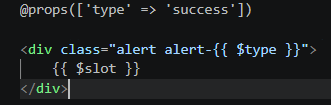 @props(['type' => 'success'])
<div class="alert alert-{{ $type }}">
{{ $slot }}
</div>